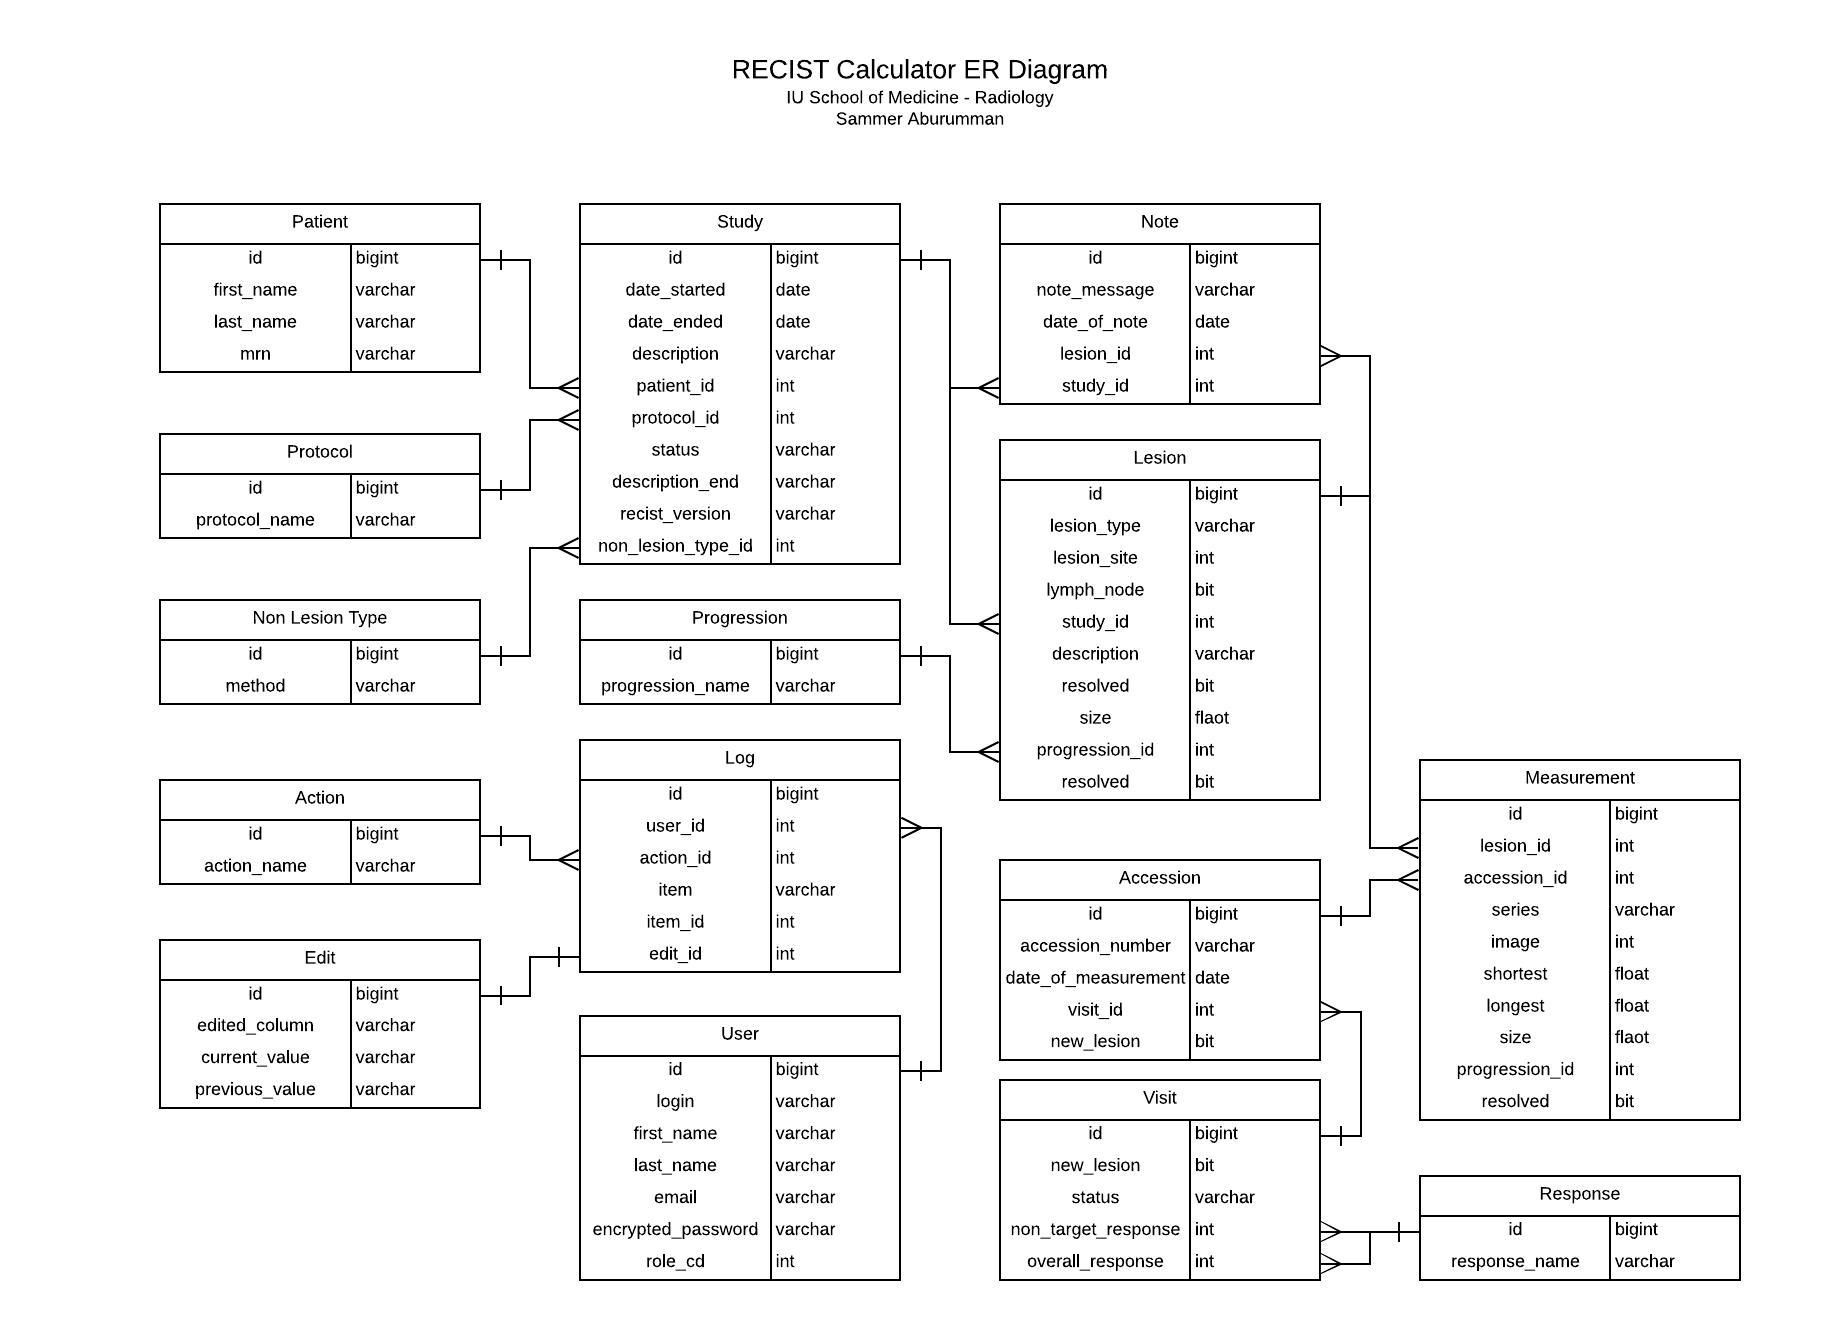 RECIST Calculator ER Diagram
IU School of Medicine - Radiology
Sammer Aburumman
Patient
id bigint
first_name varchar
last_name varchar
mrn varchar
Protocol
id bigint
protocol_name varchar
Non Lesion Type
id bigint
method varchar
Action
id bigint
action_name varchar
Edit
id bigint
edited_column varchar
current_value varchar
previous_value varchar
Study
id bigint
date_started date
date_ended date
description varchar
patient_id int
protocol_id int
status varchar
description_end varchar
recist_version varchar
non_lesion_type_id int
Progression
id bigint
progression_name varchar
Log
id bigint
user_id int
action_id int
item varchar
item_id int
edit_id int
User
id bigint
login varchar
first_name varchar
last_name varchar
email varchar
encrypted_password varchar
role_cd int
Note
id bigint
note_message varchar
date_of_note date
lesion_id int
study_id int
Lesion
id bigint
lesion_type varchar
lesion_site int
lymph_node bit
study_id int
description varchar
resolved bit
size flaot
progression_id int
resolved bit
Accession
id bigint
accession_number varchar
date_of_measurement date
visit_id int
new_lesion bit
Visit
id bigint
new_lesion bit
status varchar
non_target_response int
overall_response int
Measurement
id bigint
lesion_id int
accession_id int
series varchar
image int
shortest float
longest float
size flaot
progression_id int
resolved bit
Response
id bigint
response_name varchar